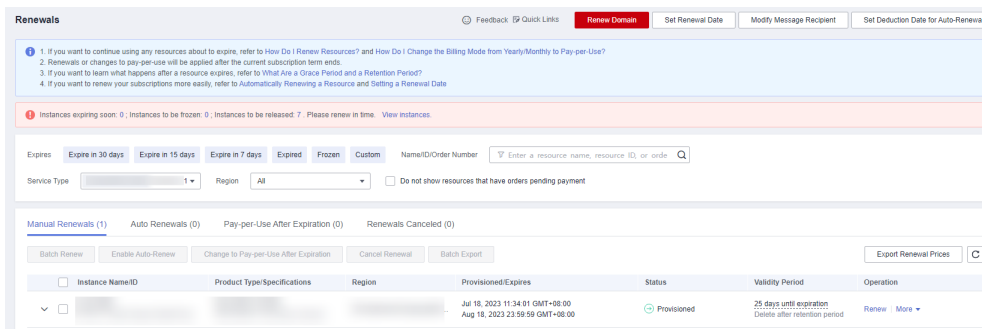 Renewals
Feedback Quick Links Renew Domain Set Renewal Date Modify Message Recipient Set Deduction Date for Auto-Renewa
1. If you want to continue using any resources about to expire, refer to How Do I Renew Resources? and How Do I Change the Billing Mode from Yearly/Monthly to Pay-per-Use?
2. Renewals or changes to pay-per-use will be applied after the current subscription term ends.
3. If you want to learn what happens after a resource expires, refer to What Are a Grace Period and a Retention Period?
4. If you want to renew your subscriptions more easily, refer to Automatically Renewing a Resource and Setting a Renewal Date
Instances expiring soon: 0 ; Instances to be frozen: 0 ; Instances to be released: 7 . Please renew in time. View instances.
Expires Expire in 30 days Expire in 15 days Expire in 7 days Expired Frozen Custom Name/ID/Order Number Enter a resource name, resource ID, or orde
Service Type 1 Region All Do not show resources that have orders pending payment
Manual Renewals (1) Auto Renewals (0) Pay-per-Use After Expiration (0) Renewals Canceled (0)
Batch Renew Enable Auto-Renew Change to Pay-per-Use After Expiration Cancel Renewal Batch Export Export Renewal Prices
Instance Name/ID Product Type/Specifications Region Provisioned/Expires Status Validity Period Operation
Jul 18, 2023 11:34:01 GMT+08:00
Aug 18, 2023 23:59:59 GMT+08:00
Provisioned
25 days until expiration
Delete after retention period
Renew More